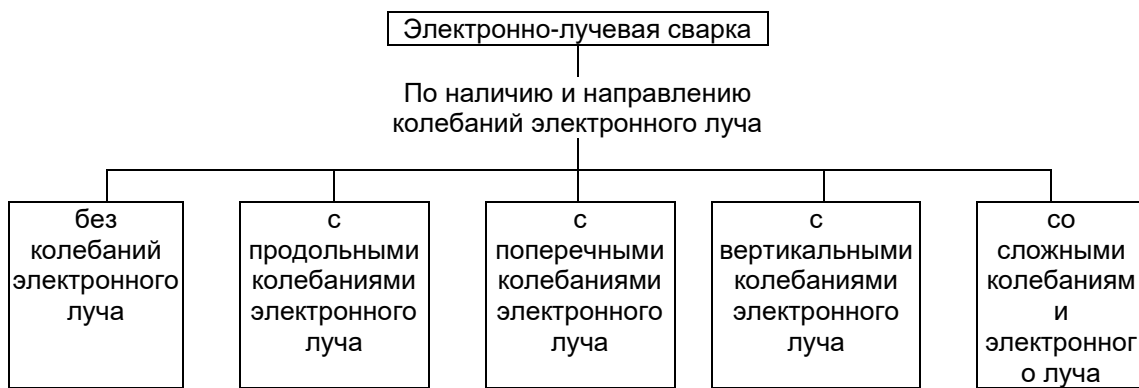 Электронно-лучевая сварка
По наличию и направлению
колебаний электронного луча
без
колебаний
электронного
луча
с
продольными
колебаниями
электронного
луча
с
поперечными
колебаниями
электронного
луча
с
вертикальными
колебаниями
электронного
луча
со
сложными
колебаниям
и
электронног
о луча